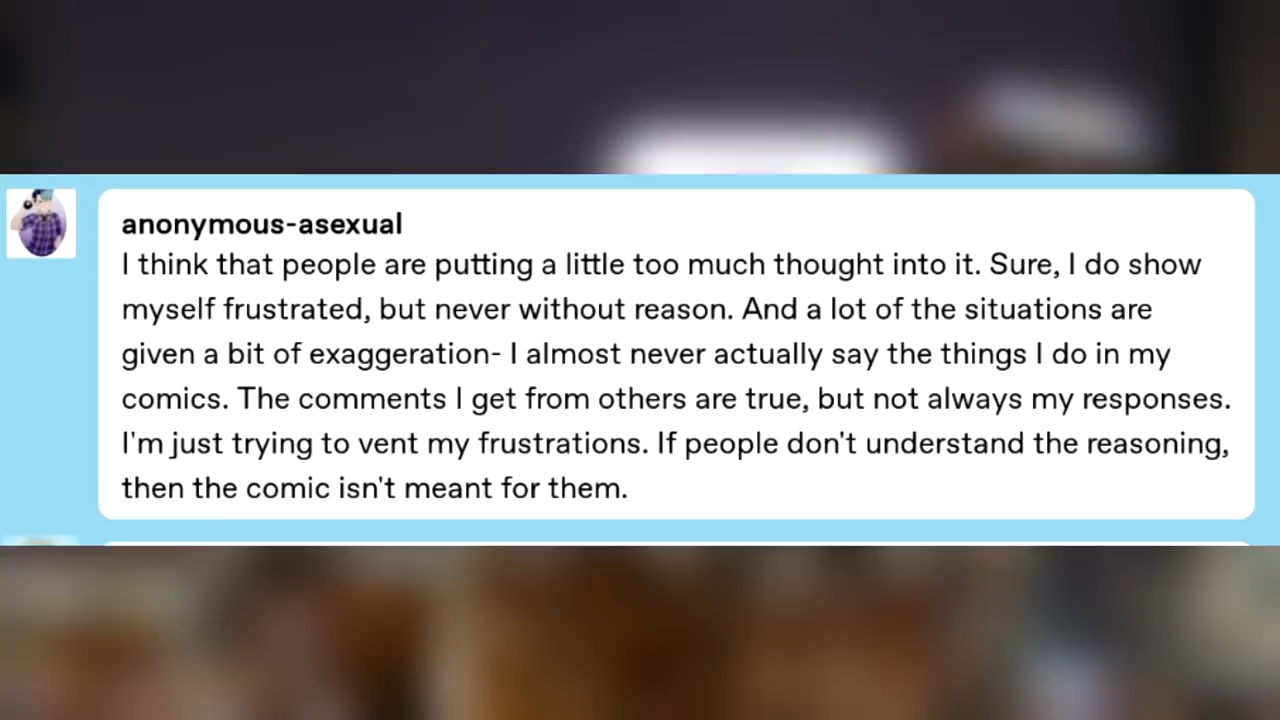 anonymous-asexual
I think that people are putting a little too much thought into it. Sure, I do show
myself frustrated, but never without reason. And a lot of the situations are
given a bit of exaggeration- I almost never actually say the things I do in my
comics. The comments I get from others are true, but not always my responses.
I'm just trying to vent my frustrations. If people don't understand the reasoning,
then the comic isn't meant for them.